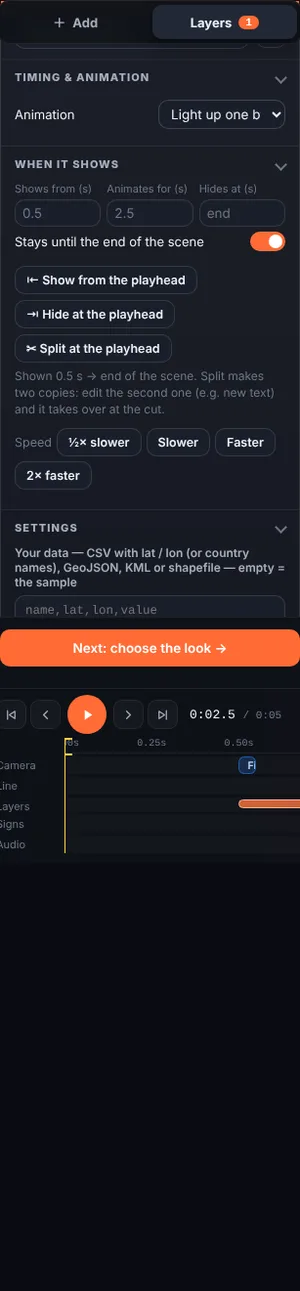 + Add
Layers 1
TIMING & ANIMATION
Animation
Light up one b
WHEN IT SHOWS
Shows from (s) Animates for (s) Hides at (s)
0.5 2.5 end
Stays until the end of the scene
⇤ Show from the playhead
⇥ Hide at the playhead
✂ Split at the playhead
Shown 0.5 s → end of the scene. Split makes
two copies: edit the second one (e.g. new text)
and it takes over at the cut.
Speed ½× slower Slower Faster
2× faster
SETTINGS
Your data — CSV with lat / lon (or country
names), GeoJSON, KML or shapefile — empty =
the sample
name,lat,lon,value
Next: choose the look →
0:02.5 / 0:05
0s 0.25s 0.50s
Camera Fi
Line
Layers
Signs
Audio